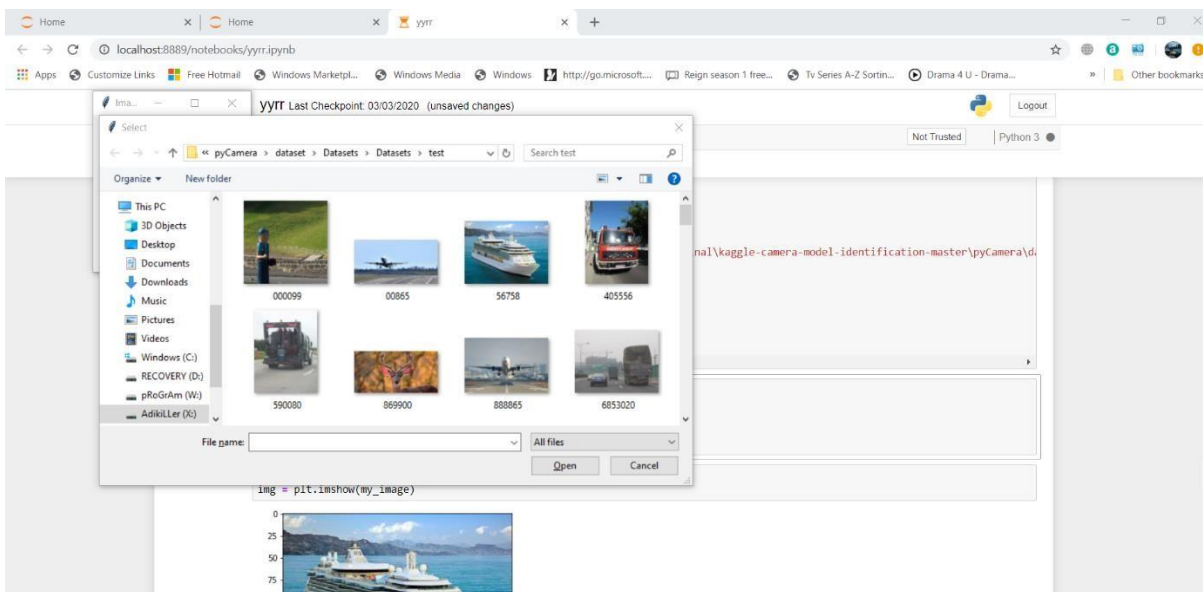 Home
Home
yyrr
localhost:8889/notebooks/yyrr.ipynb
Apps Customize Links Free Hotmail Windows Marketpl... Windows Media Windows http://go.microsoft.... Reign season 1 free... Tv Series A-Z Sortin... Drama 4 U - Drama... » Other bookmarks
Ima...
yyrr Last Checkpoint: 03/03/2020 (unsaved changes)
Logout
Select
Not Trusted Python 3
« pyCamera > dataset > Datasets > Datasets > test
Search test
Organize New folder
This PC
3D Objects
Desktop
Documents
Downloads
Music
Pictures
Videos
Windows (C:)
RECOVERY (D:)
pRoGrAm (W:)
AdikiLLer (X:)
000099 00865 56758 405556
590080 869900 888865 6853020
nal\kaggle-camera-model-identification-master\pyCamera\d
File name:
All files
Open Cancel
img = plt.imshow(my_image)
0
25
50
75